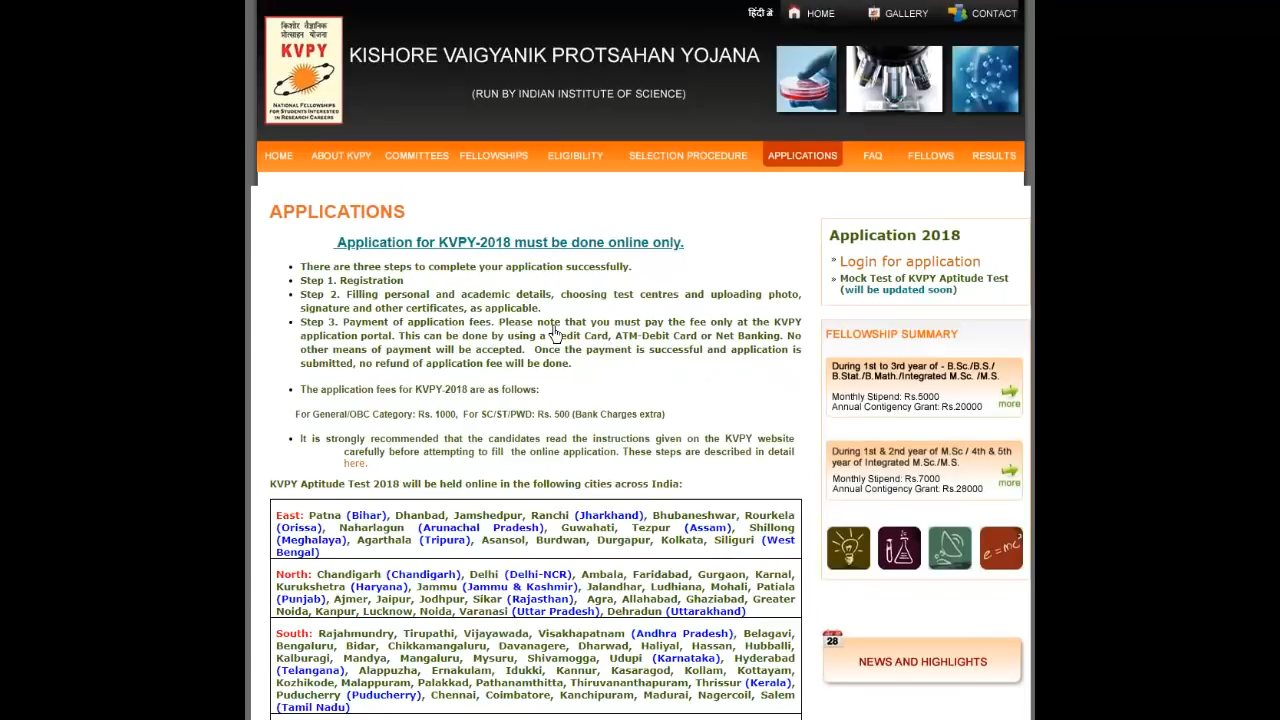 हिंदी में HOME GALLERY CONTACT
किशोर वैज्ञानिक
प्रोत्साहन योजना
KVPY
NATIONAL FELLOWSHIPS
FOR STUDENTS INTERESTED
IN RESEARCH CAREERS
KISHORE VAIGYANIK PROTSAHAN YOJANA
(RUN BY INDIAN INSTITUTE OF SCIENCE)
HOME ABOUT KVPY COMMITTEES FELLOWSHIPS ELIGIBILITY SELECTION PROCEDURE APPLICATIONS FAQ FELLOWS RESULTS
APPLICATIONS
Application for KVPY-2018 must be done online only.
• There are three steps to complete your application successfully.
• Step 1. Registration
• Step 2. Filling personal and academic details, choosing test centres and uploading photo,
signature and other certificates, as applicable.
• Step 3. Payment of application fees. Please note that you must pay the fee only at the KVPY
application portal. This can be done by using a Credit Card, ATM-Debit Card or Net Banking. No
other means of payment will be accepted. Once the payment is successful and application is
submitted, no refund of application fee will be done.
• The application fees for KVPY-2018 are as follows:
For General/OBC Category: Rs. 1000, For SC/ST/PWD: Rs. 500 (Bank Charges extra)
• It is strongly recommended that the candidates read the instructions given on the KVPY website
carefully before attempting to fill the online application. These steps are described in detail
here.
KVPY Aptitude Test 2018 will be held online in the following cities across India:
East: Patna (Bihar), Dhanbad, Jamshedpur, Ranchi (Jharkhand), Bhubaneshwar, Rourkela
(Orissa), Naharlagun (Arunachal Pradesh), Guwahati, Tezpur (Assam), Shillong
(Meghalaya), Agarthala (Tripura), Asansol, Burdwan, Durgapur, Kolkata, Siliguri (West
Bengal)
North: Chandigarh (Chandigarh), Delhi (Delhi-NCR), Ambala, Faridabad, Gurgaon, Karnal,
Kurukshetra (Haryana), Jammu (Jammu & Kashmir), Jalandhar, Ludhiana, Mohali, Patiala
(Punjab), Ajmer, Jaipur, Jodhpur, Sikar (Rajasthan), Agra, Allahabad, Ghaziabad, Greater
Noida, Kanpur, Lucknow, Noida, Varanasi (Uttar Pradesh), Dehradun (Uttarakhand)
South: Rajahmundry, Tirupathi, Vijayawada, Visakhapatnam (Andhra Pradesh), Belagavi,
Bengaluru, Bidar, Chikkamangaluru, Davanagere, Dharwad, Haliyal, Hassan, Hubballi,
Kalburagi, Mandya, Mangaluru, Mysuru, Shivamogga, Udupi (Karnataka), Hyderabad
(Telangana), Alappuzha, Ernakulam, Idukki, Kannur, Kasaragod, Kollam, Kottayam,
Kozhikode, Malappuram, Palakkad, Pathanamthitta, Thiruvananthapuram, Thrissur (Kerala),
Puducherry (Puducherry), Chennai, Coimbatore, Kanchipuram, Madurai, Nagercoil, Salem
(Tamil Nadu)
Application 2018
» Login for application
» Mock Test of KVPY Aptitude Test
(will be updated soon)
FELLOWSHIP SUMMARY
During 1st to 3rd year of - B.Sc./B.S./
B.Stat./B.Math./Integrated M.Sc. /M.S.
Monthly Stipend: Rs.5000
Annual Contigency Grant: Rs.20000
more
During 1st & 2nd year of M.Sc / 4th & 5th
year of Integrated M.Sc./M.S.
Monthly Stipend: Rs.7000
Annual Contigency Grant: Rs.28000
more
e=mc²
28
NEWS AND HIGHLIGHTS